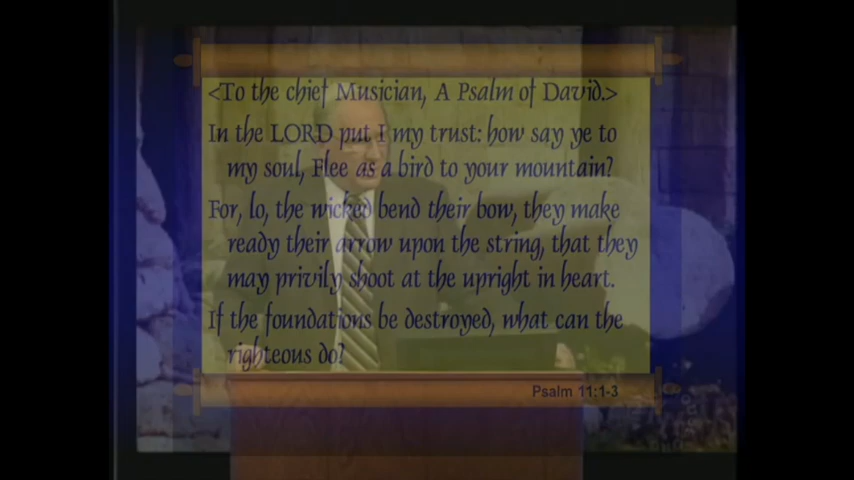 <To the chief Musician, A Psalm of David.>
In the LORD put I my trust: how say ye to
my soul, Flee as a bird to your mountain?
For, lo, the wicked bend their bow, they make
ready their arrow upon the string, that they
may privily shoot at the upright in heart.
If the foundations be destroyed, what can the
righteous do?
Psalm 11:1-3